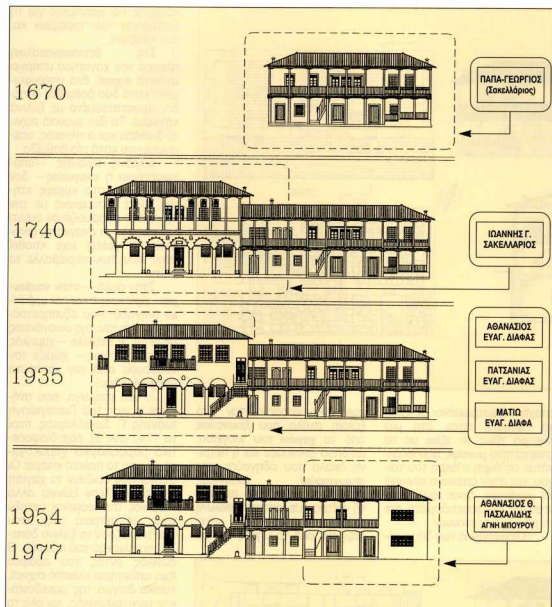 1670
ΠΑΠΑ-ΓΕΩΡΓΙΟΣ
(Σακελλάριος)
1740
ΙΩΑΝΝΗΣ Γ.
ΣΑΚΕΛΛΑΡΙΟΣ
1935
ΑΘΑΝΑΣΙΟΣ
ΕΥΑΓ. ΔΙΑΦΑΣ
ΠΑΤΣΑΝΙΑΣ
ΕΥΑΓ. ΔΙΑΦΑΣ
ΜΑΤΙΩ
ΕΥΑΓ. ΔΙΑΦΑ
1954
1977
ΑΘΑΝΑΣΙΟΣ Θ.
ΠΑΣΧΑΛΙΔΗΣ
ΑΓΝΗ ΜΠΟΥΡΟΥ